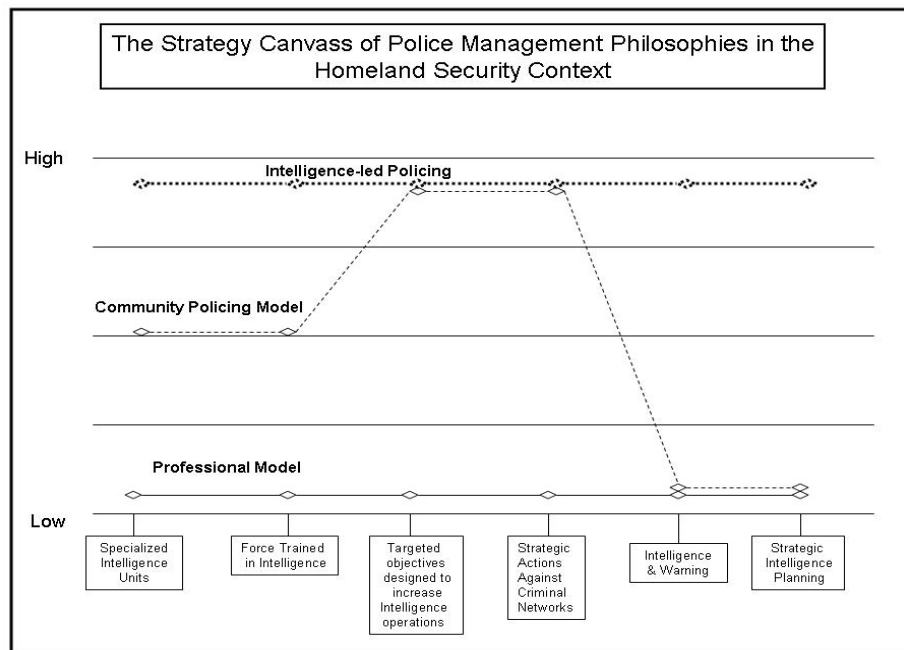 The Strategy Canvass of Police Management Philosophies in the
Homeland Security Context
High
Intelligence-led Policing
Community Policing Model
Professional Model
Low
Specialized
Intelligence
Units
Force Trained
in Intelligence
Targeted
objectives
designed to
increase
Intelligence
operations
Strategic
Actions
Against
Criminal
Networks
Intelligence
& Warning
Strategic
Intelligence
Planning